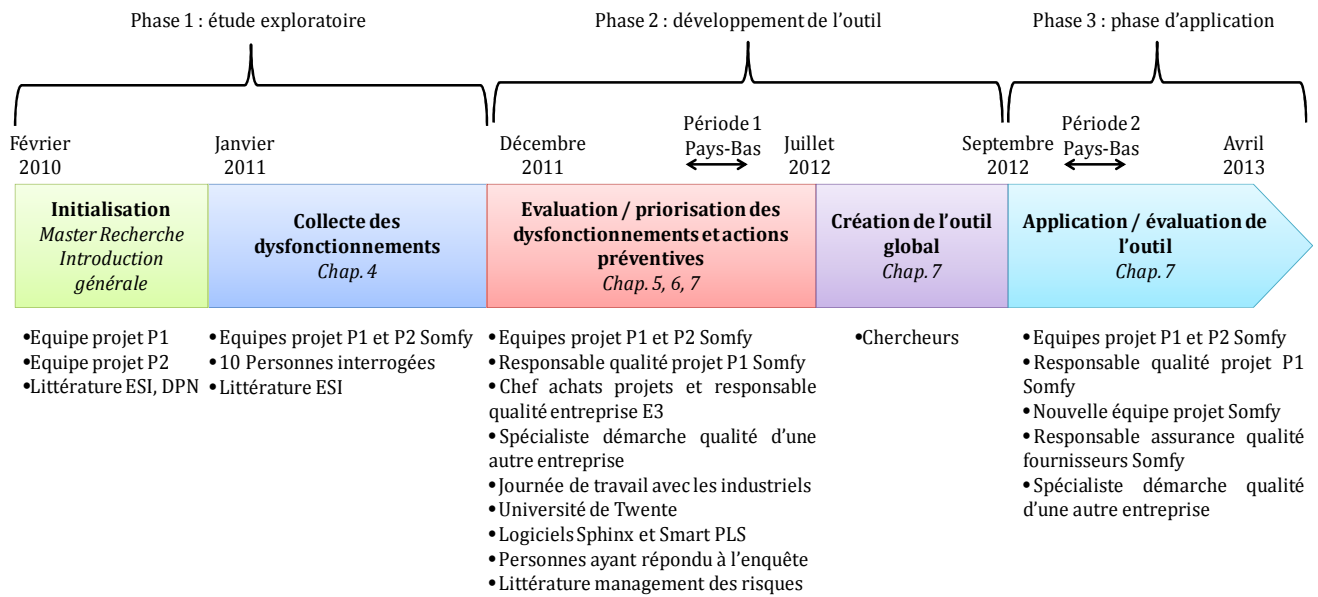 Phase 1 : étude exploratoire
Phase 2 : développement de l'outil
Phase 3 : phase d'application
Février
2010
Janvier
2011
Décembre
2011
Période 1
Pays-Bas
Juillet
2012
Septembre
2012
Période 2
Pays-Bas
Avril
2013
Initialisation
Master Recherche
Introduction
générale
Collecte des
dysfonctionnements
Chap. 4
Evaluation / priorisation des
dysfonctionnements et actions
préventives
Chap. 5, 6, 7
Création de l'outil
global
Chap. 7
Application / évaluation de
l'outil
Chap. 7
•Equipe projet P1
•Equipe projet P2
•Littérature ESI, DPN
•Equipes projet P1 et P2 Somfy
•10 Personnes interrogées
•Littérature ESI
•Equipes projet P1 et P2 Somfy
•Responsable qualité projet P1 Somfy
•Chef achats projets et responsable
qualité entreprise E3
•Spécialiste démarche qualité d'une
autre entreprise
•Journée de travail avec les industriels
•Université de Twente
•Logiciels Sphinx et Smart PLS
•Personnes ayant répondu à l'enquête
•Littérature management des risques
•Chercheurs
•Equipes projet P1 et P2 Somfy
•Responsable qualité projet P1
Somfy
•Nouvelle équipe projet Somfy
•Responsable assurance qualité
fournisseurs Somfy
•Spécialiste démarche qualité
d'une autre entreprise